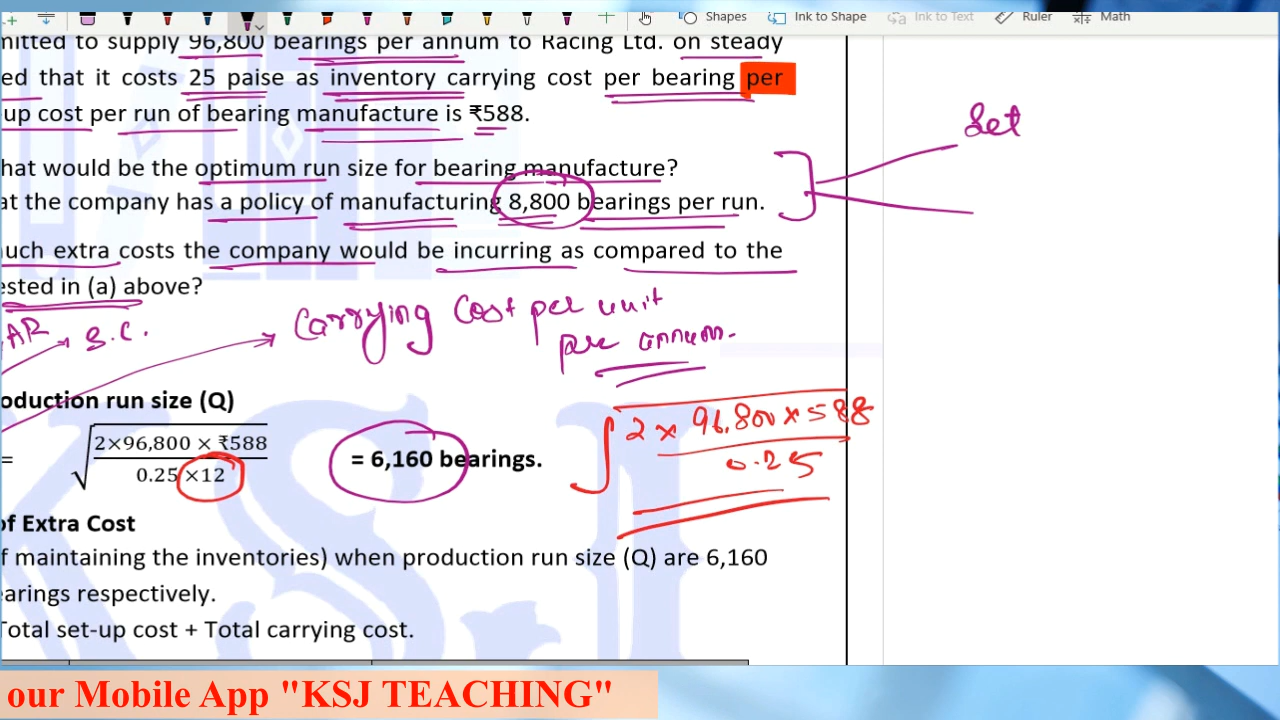 Shapes Ink to Shape Ink to Text Ruler Math
mitted to supply 96,800 bearings per annum to Racing Ltd. on steady
ed that it costs 25 paise as inventory carrying cost per bearing per
-up cost per run of bearing manufacture is ₹588.
Set
hat would be the optimum run size for bearing manufacture?
at the company has a policy of manufacturing 8,800 bearings per run.
uch extra costs the company would be incurring as compared to the
ested in (a) above?
AR S.C. Carrying Cost per unit
per annum.
oduction run size (Q)
2 x 96,800 x 588
0.25
= √ 2×96,800 × ₹588
0.25 ×12
= 6,160 bearings.
of Extra Cost
f maintaining the inventories) when production run size (Q) are 6,160
earings respectively.
Total set-up cost + Total carrying cost.
our Mobile App "KSJ TEACHING"